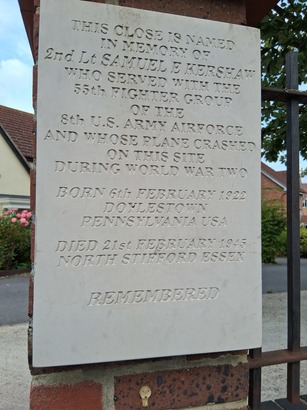 THIS CLOSE IS NAMED
IN MEMORY OF
2nd Lt SAMUEL E KERSHAW
WHO SERVED WITH THE
55th FIGHTER GROUP
OF THE
8th U.S. ARMY AIRFORCE
AND WHOSE PLANE CRASHED
ON THIS SITE
DURING WORLD WAR TWO
BORN 6th FEBRUARY 1922
DOYLESTOWN
PENNSYLVANIA USA
DIED 21st FEBRUARY 1945
NORTH STIFFORD ESSEX
REMEMBERED